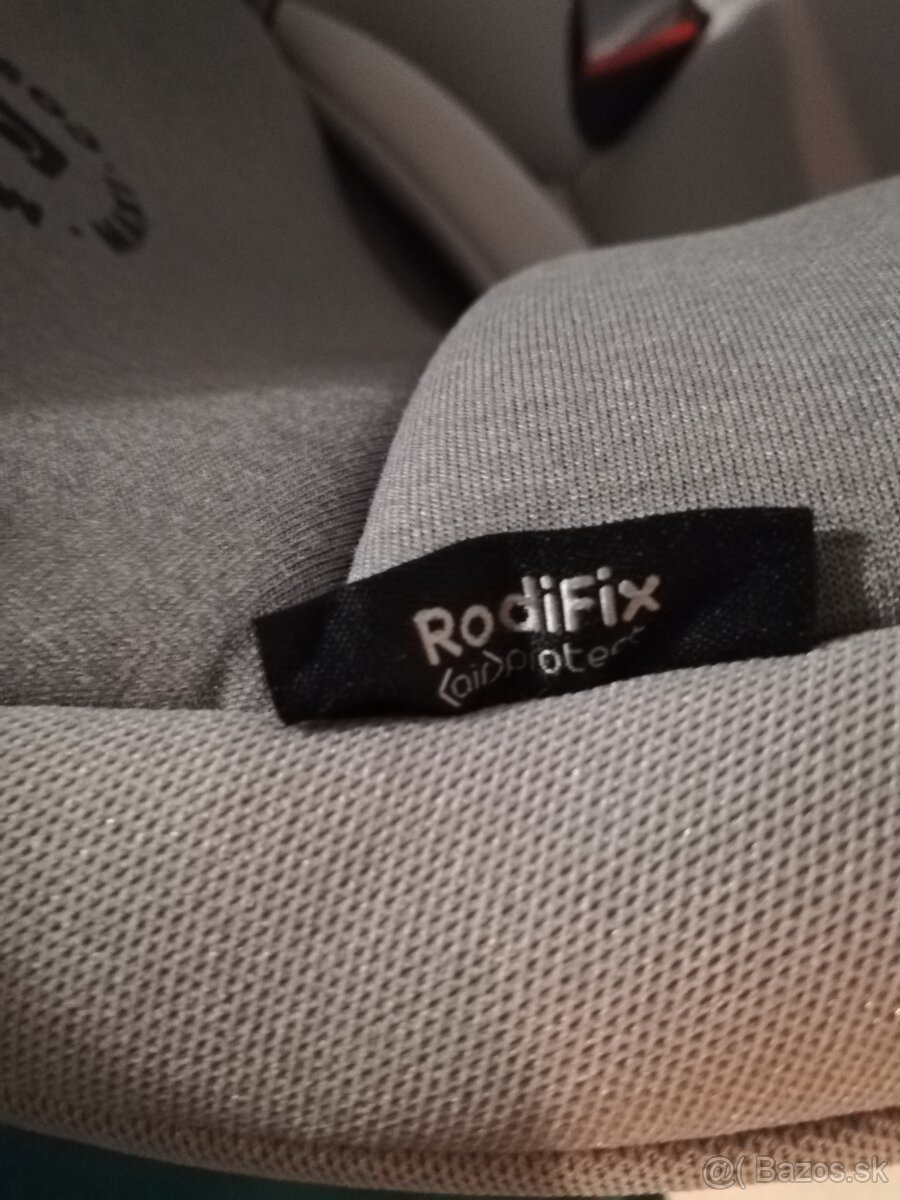 RodiFix
(air)protect
@( Bazos.sk